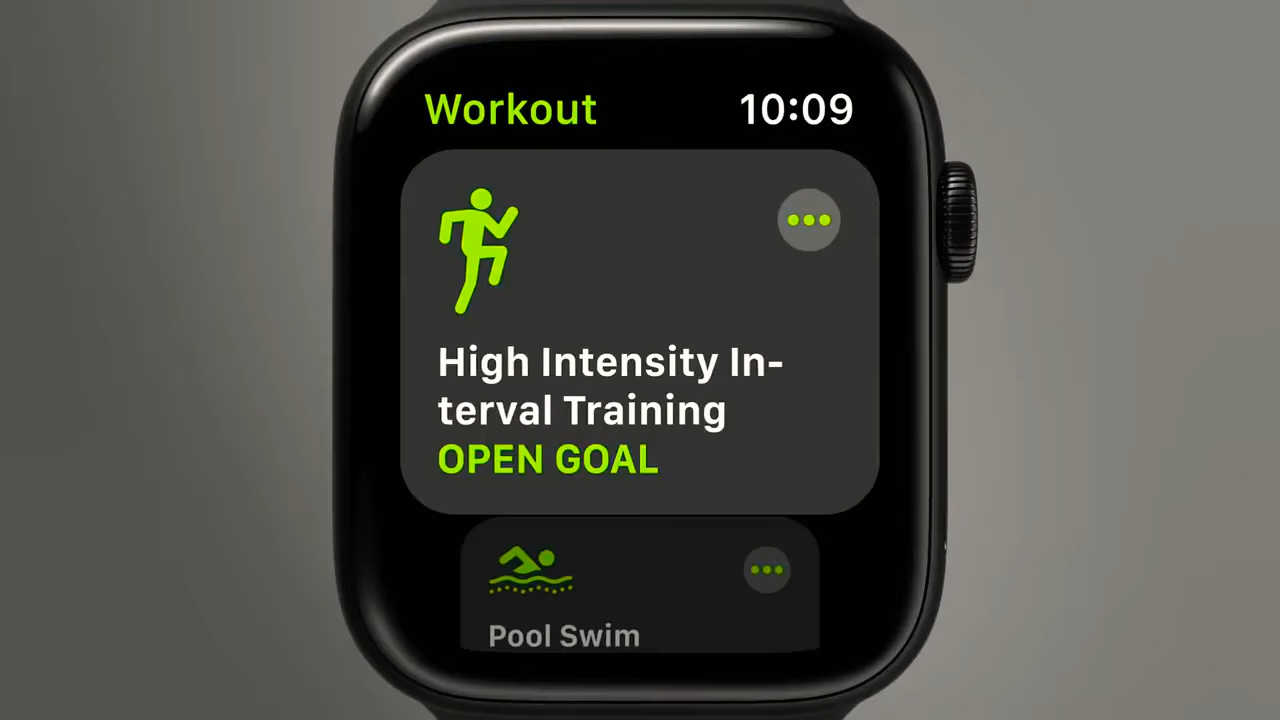 Workout
10:09
High Intensity In-
terval Training
OPEN GOAL
Pool Swim